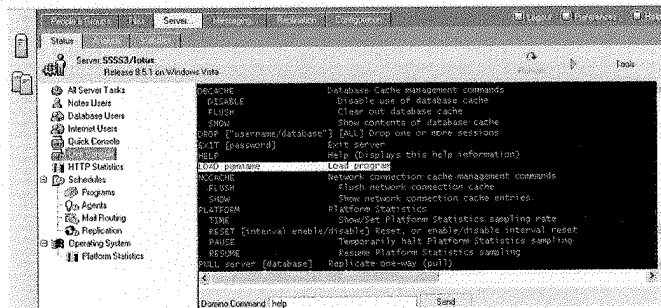 People & Groups Files Server... Messaging... Replication Configuration
Logout Preferences Help
Status
Server: SSSS3/lotus
Release 8.5.1 on Windows Vista
Tools
All Server Tasks
Notes Users
Database Users
Internet Users
Quick Console
HTTP Statistics
Schedules
Programs
Agents
Mail Routing
Replication
Operating System
Platform Statistics
DBCACHE Database Cache management commands
DISABLE Disable use of database cache
FLUSH Clear out database cache
SHOW Show contents of database cache
DROP ["username/database"] [ALL] Drop one or more sessions
EXIT [password] Exit server
HELP Help (Displays this help information)
LOAD pgmname Load program
NCCACHE Network connection cache management commands
FLUSH Flush network connection cache
SHOW Show network connection cache entries
PLATFORM Platform Statistics
TIME Show/Set Platform Statistics sampling rate
RESET [interval enable/disable] Reset, or enable/disable interval reset
PAUSE Temporarily halt Platform Statistics sampling
RESUME Resume Platform Statistics sampling
PULL server [database] Replicate one-way (pull)
Domino Command: help Send